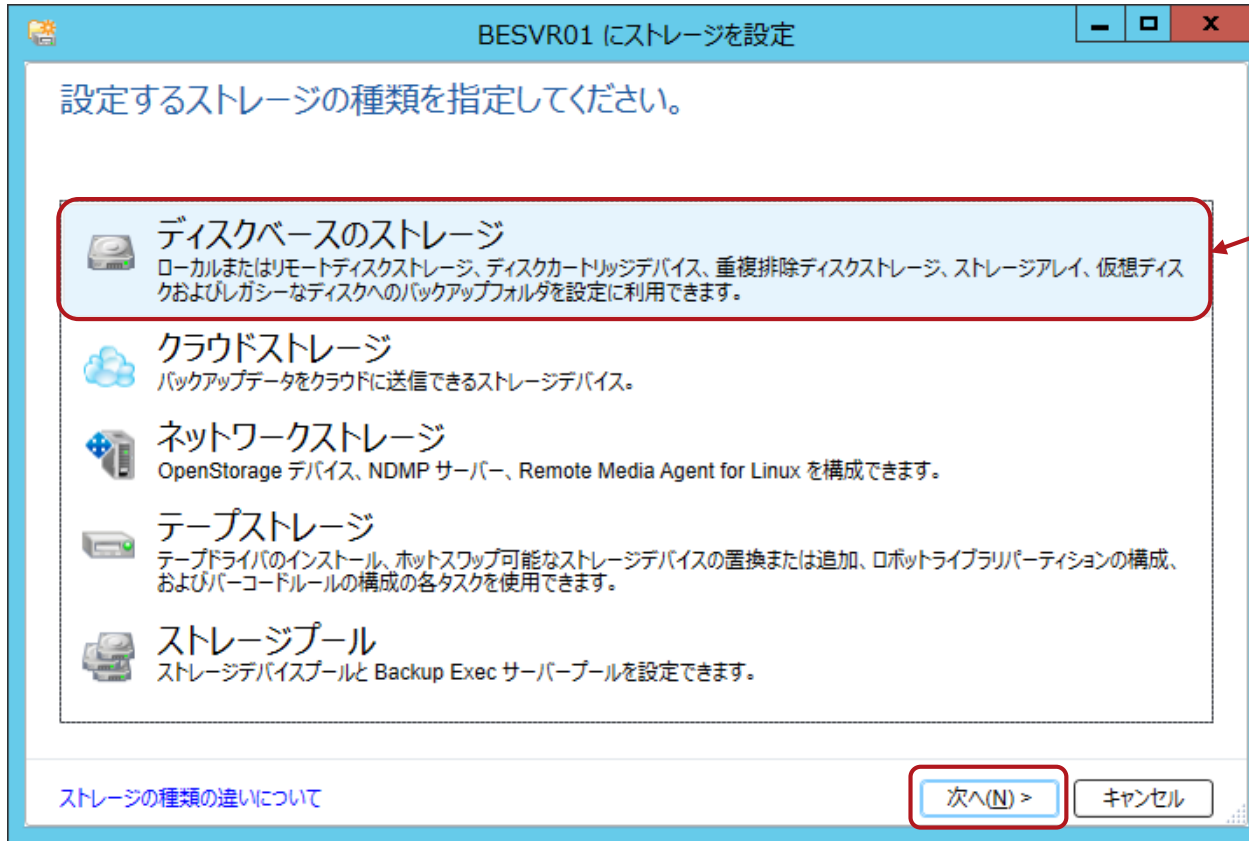 BESVR01 にストレージを設定
設定するストレージの種類を指定してください。
ディスクベースのストレージ
ローカルまたはリモートディスクストレージ、ディスクカートリッジデバイス、重複排除ディスクストレージ、ストレージアレイ、仮想ディス
クおよびレガシーなディスクへのバックアップフォルダを設定に利用できます。
クラウドストレージ
バックアップデータをクラウドに送信できるストレージデバイス。
ネットワークストレージ
OpenStorage デバイス、NDMP サーバー、Remote Media Agent for Linux を構成できます。
テープストレージ
テープドライバのインストール、ホットスワップ可能なストレージデバイスの置換または追加、ロボットライブラリパーティションの構成、
およびバーコードルールの構成の各タスクを使用できます。
ストレージプール
ストレージデバイスプールと Backup Exec サーバープールを設定できます。
ストレージの種類の違いについて
次へ(N) >
キャンセル